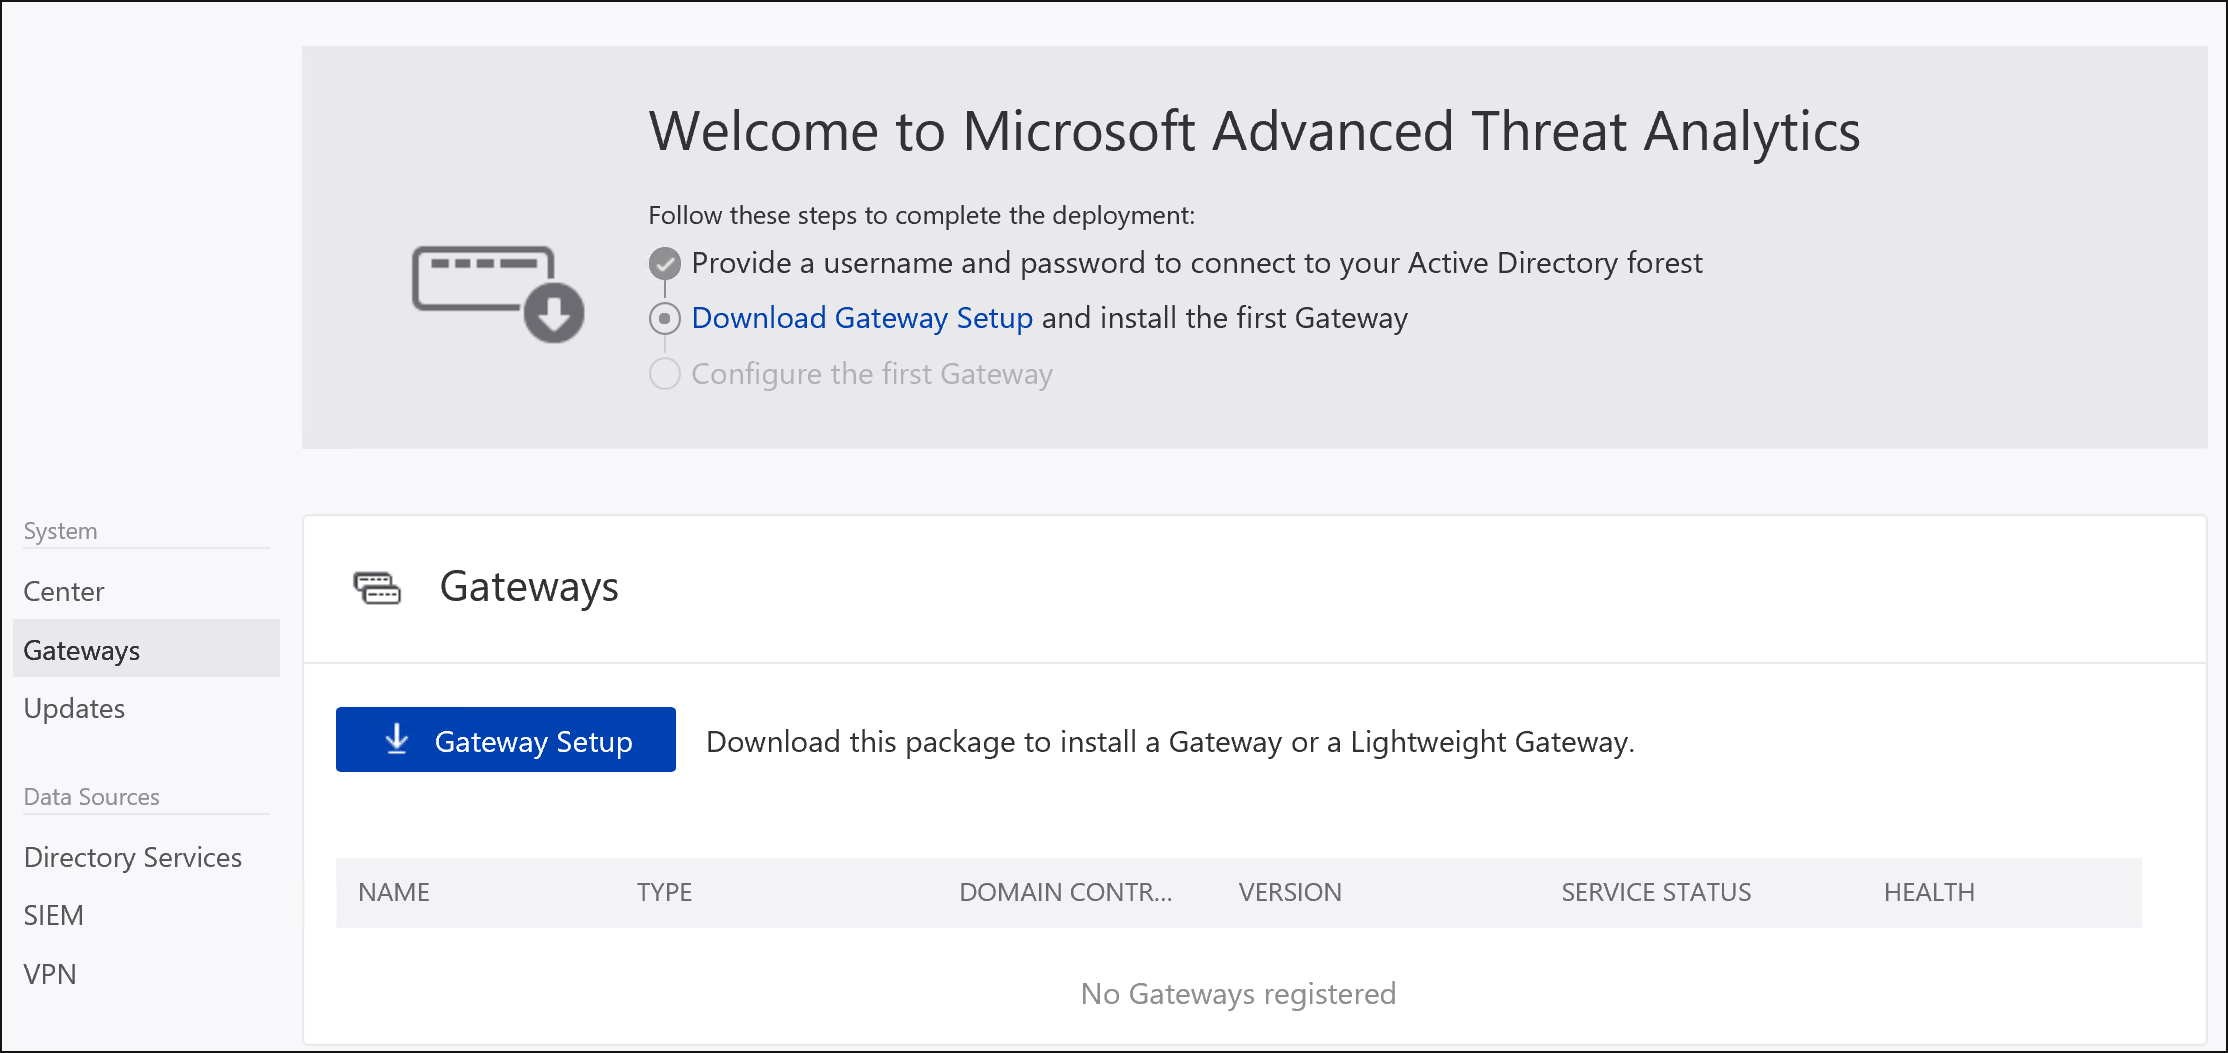 Welcome to Microsoft Advanced Threat Analytics
Follow these steps to complete the deployment:
Provide a username and password to connect to your Active Directory forest
Download Gateway Setup and install the first Gateway
Configure the first Gateway
System
Center
Gateways
Updates
Data Sources
Directory Services
SIEM
VPN
Gateways
Gateway Setup
Download this package to install a Gateway or a Lightweight Gateway.
NAME TYPE DOMAIN CONTR... VERSION SERVICE STATUS HEALTH
No Gateways registered